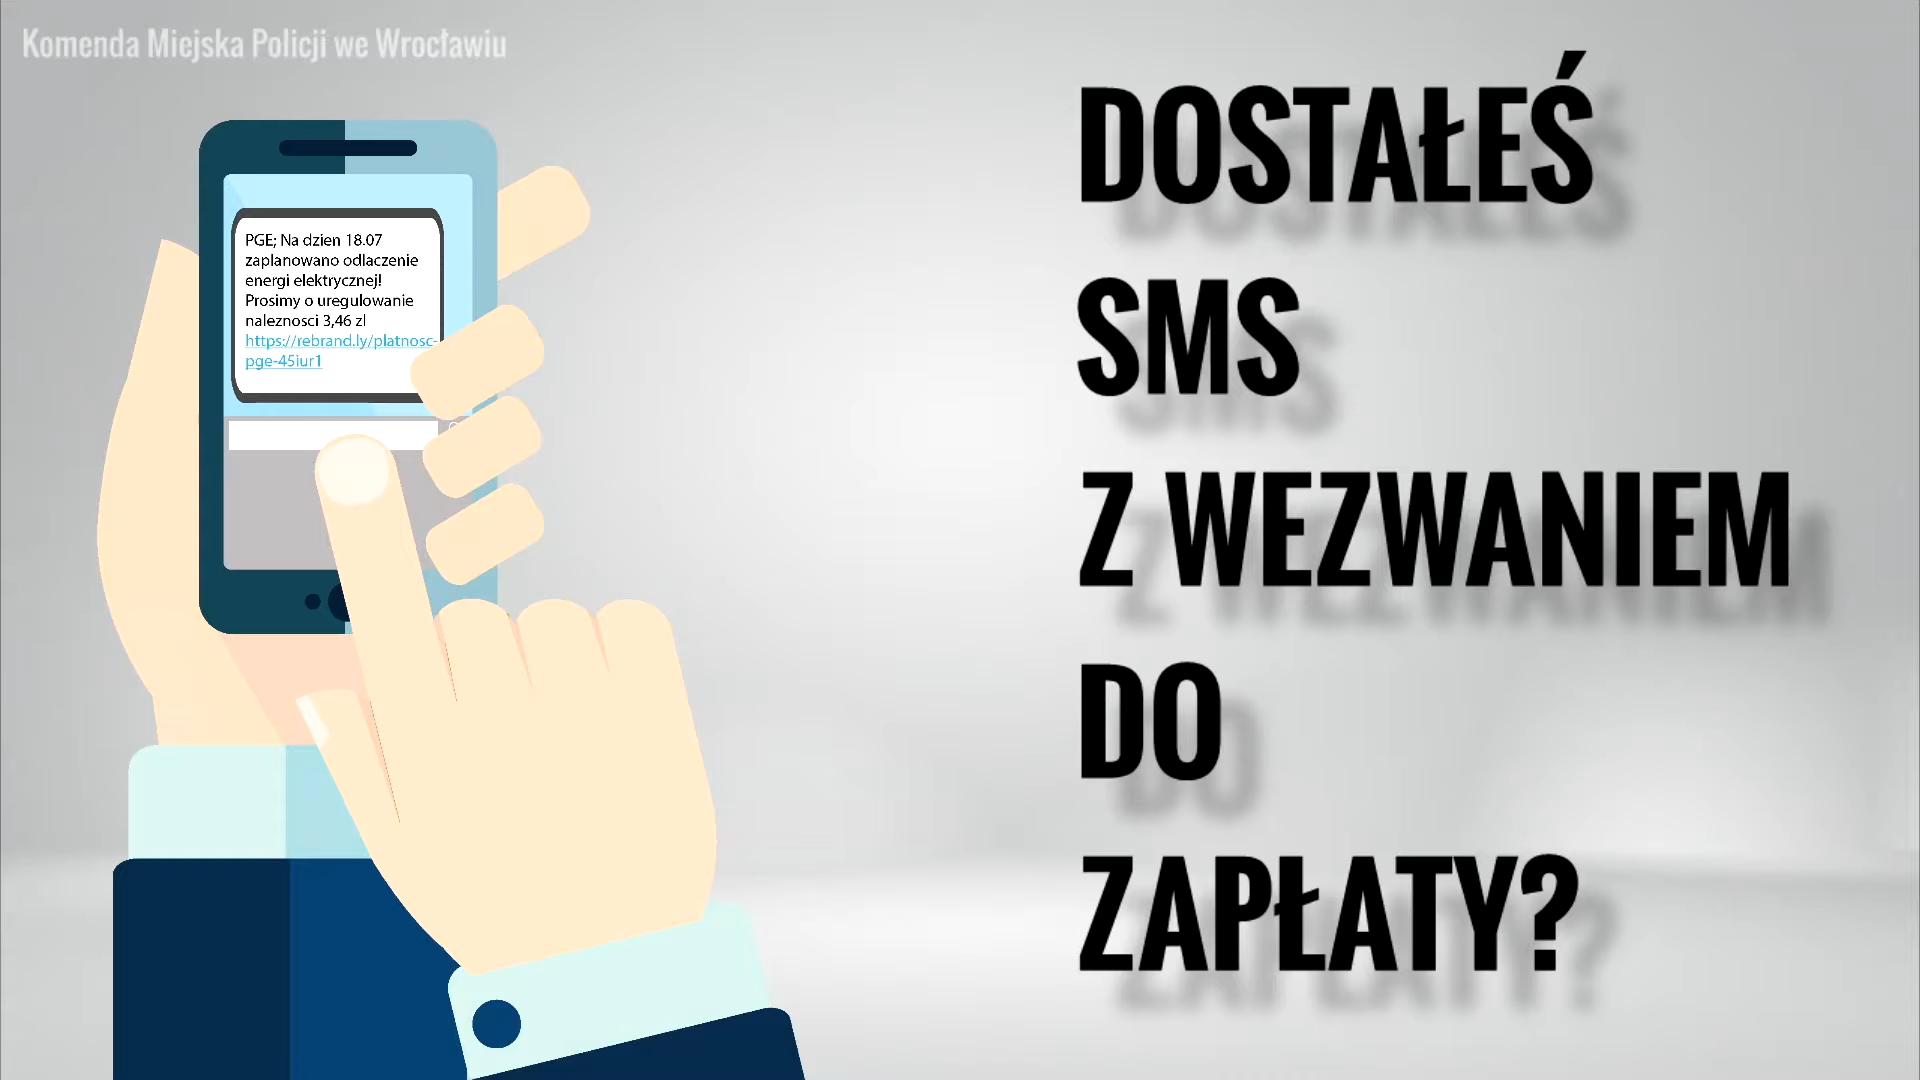 Komenda Miejska Policji we Wrocławiu
PGE; Na dzien 18.07
zaplanowano odlaczenie
energi elektrycznej!
Prosimy o uregulowanie
naleznosci 3,46 zl
https://rebrand.ly/platnosc-
pge-45iur1
DOSTAŁEŚ
SMS
Z WEZWANIEM
DO
ZAPŁATY?